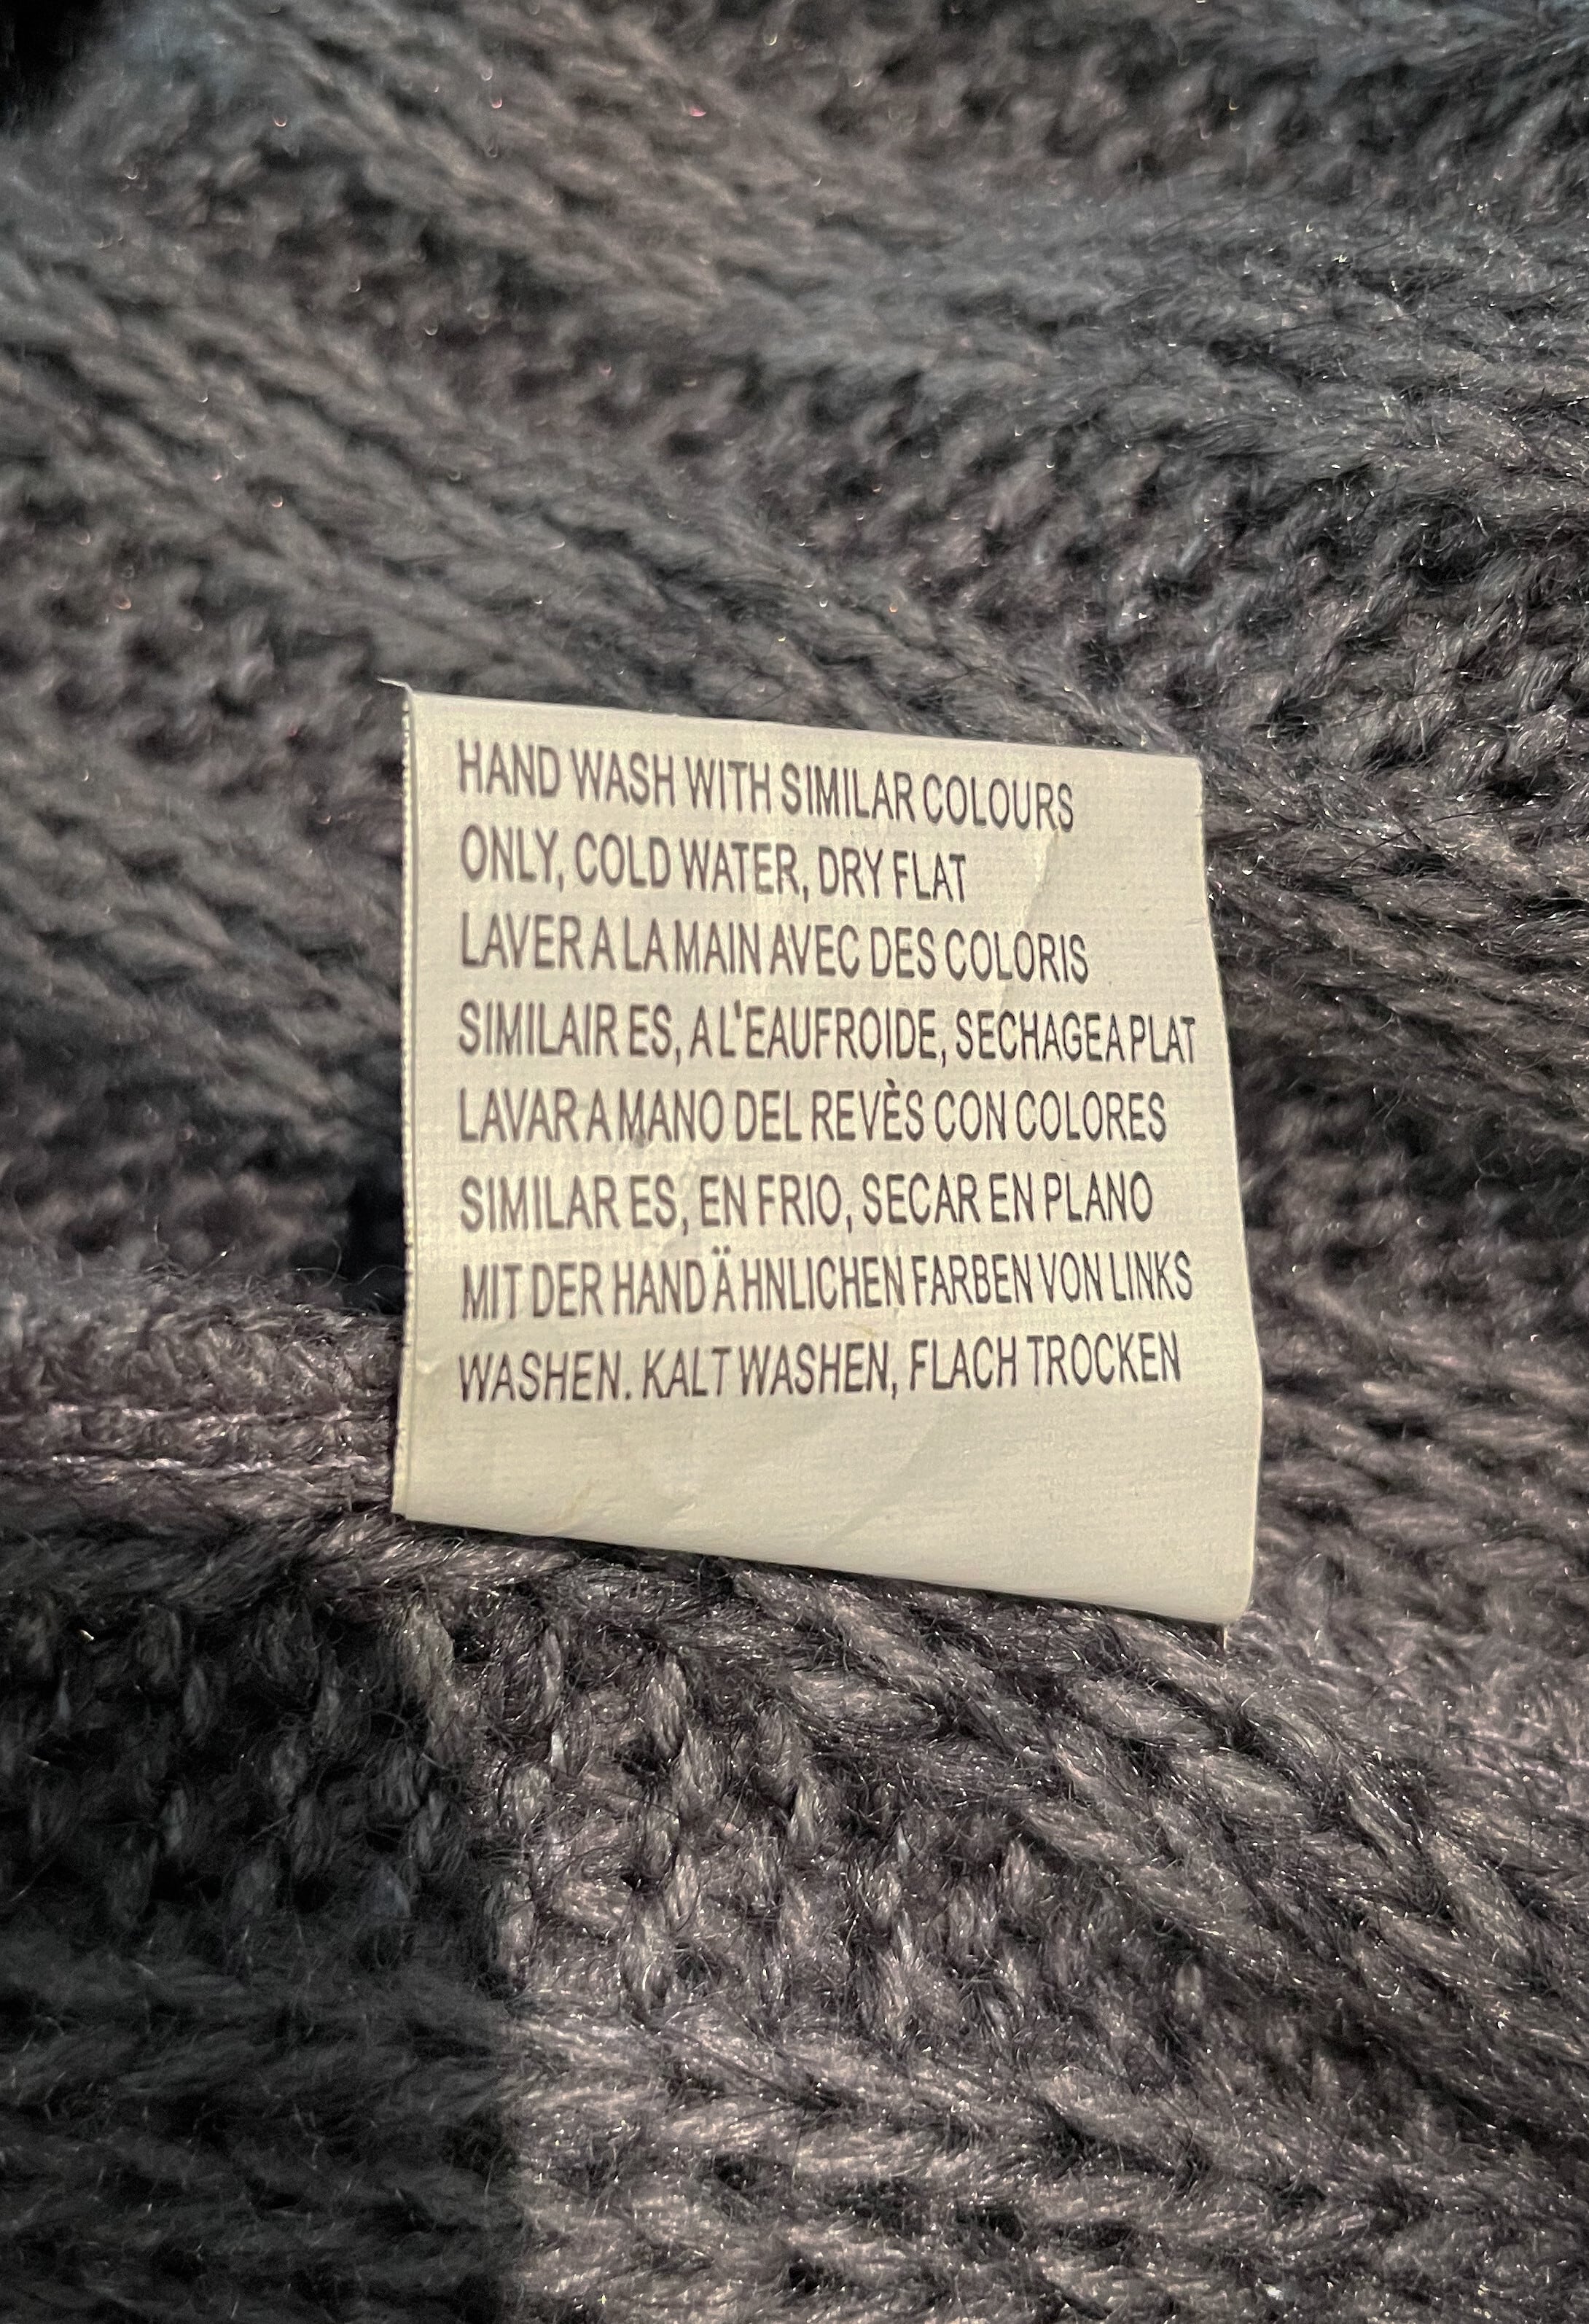 HAND WASH WITH SIMILAR COLOURS
ONLY, COLD WATER, DRY FLAT
LAVER A LA MAIN AVEC DES COLORIS
SIMILAIR ES, A L'EAUFROIDE, SECHAGEA PLAT
LAVAR A MANO DEL REVÈS CON COLORES
SIMILAR ES, EN FRIO, SECAR EN PLANO
MIT DER HAND Ä HNLICHEN FARBEN VON LINKS
WASHEN. KALT WASHEN, FLACH TROCKEN